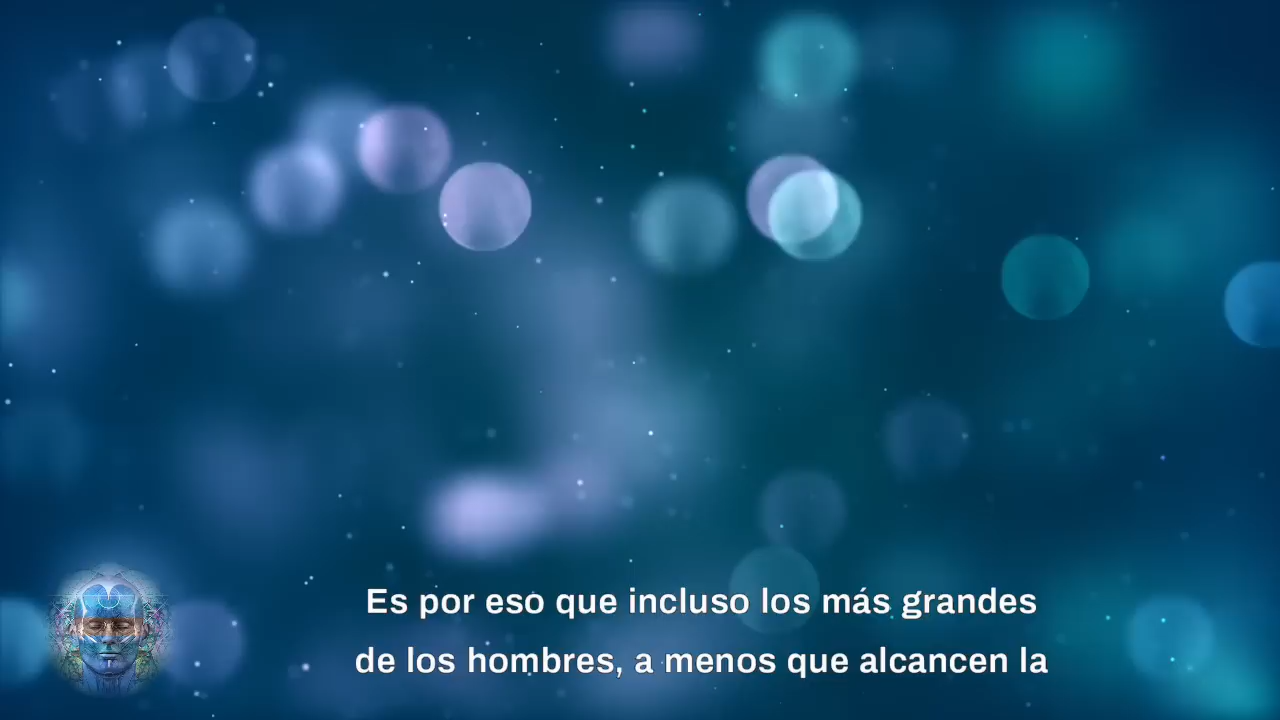 Es por eso que incluso los más grandes
de los hombres, a menos que alcancen la